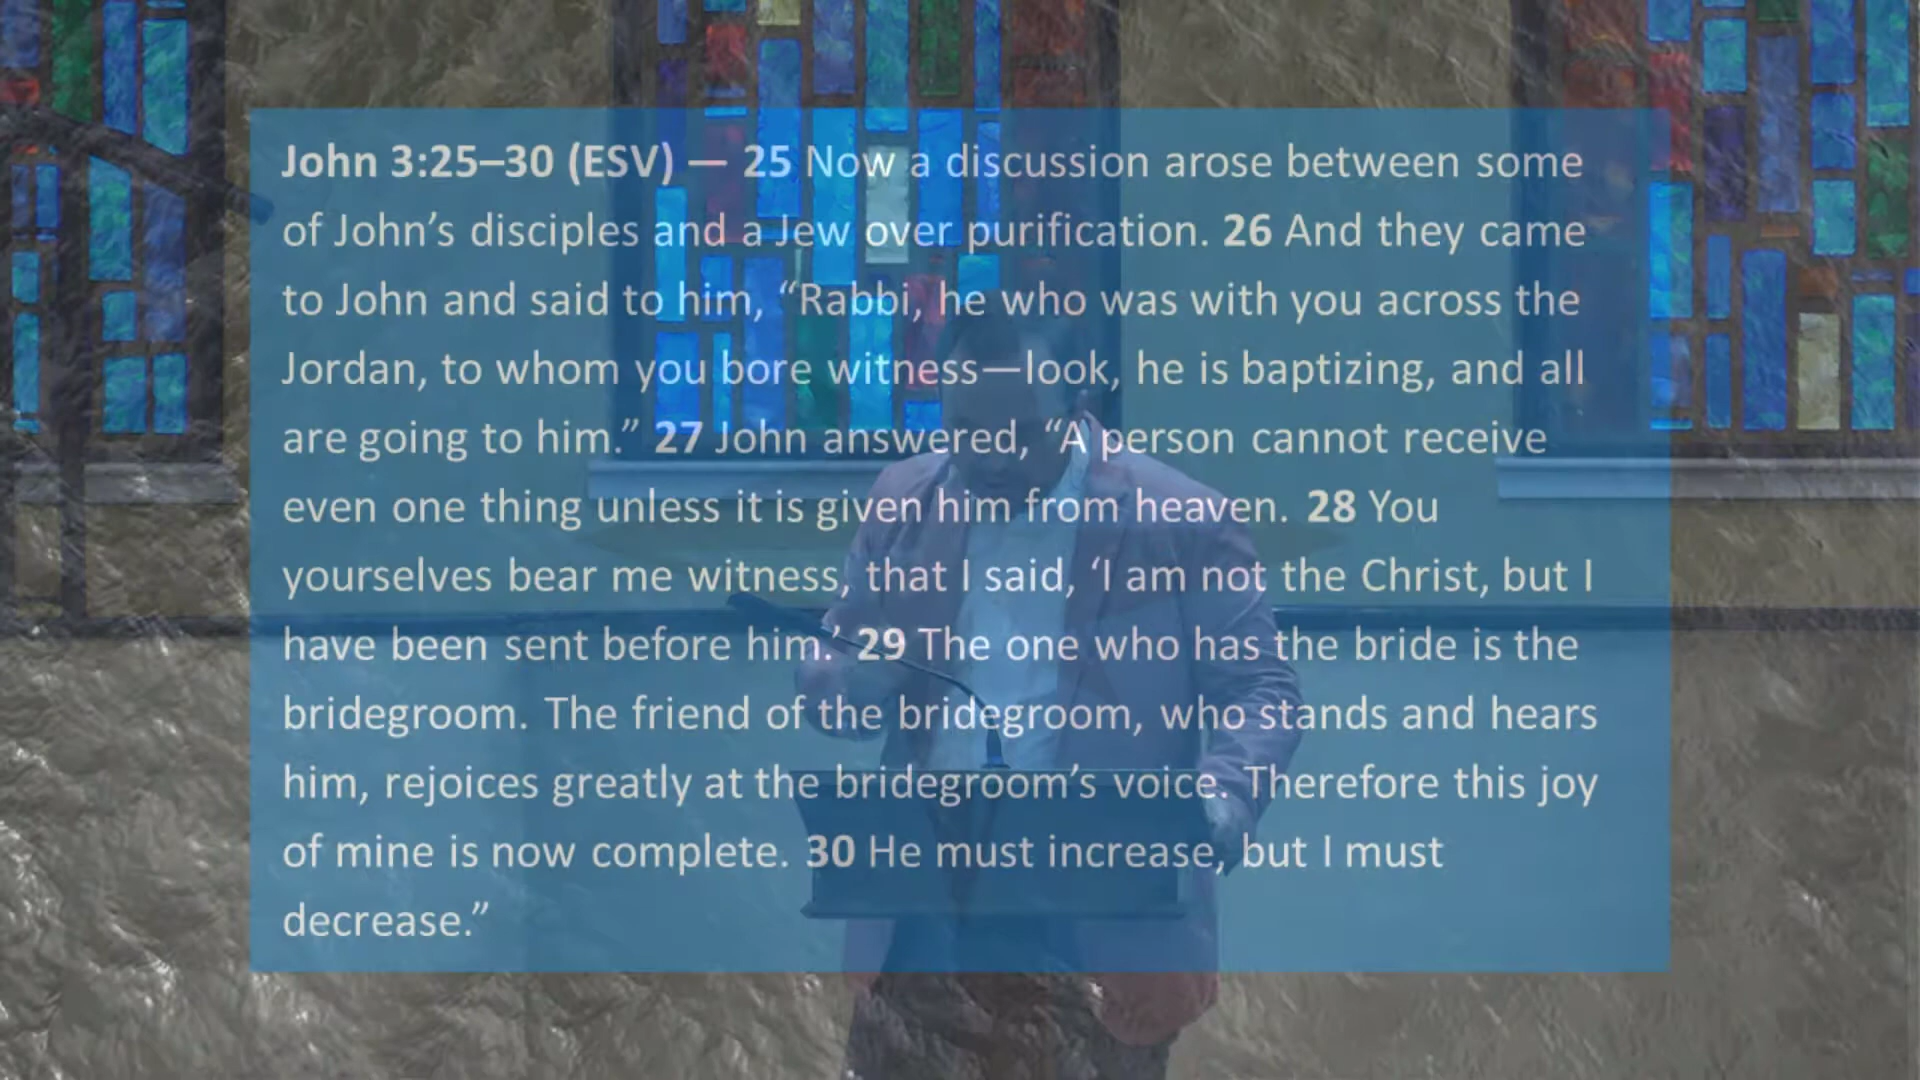 John 3:25–30 (ESV) — 25 Now a discussion arose between some
of John’s disciples and a Jew over purification. 26 And they came
to John and said to him, “Rabbi, he who was with you across the
Jordan, to whom you bore witness—look, he is baptizing, and all
are going to him.” 27 John answered, “A person cannot receive
even one thing unless it is given him from heaven. 28 You
yourselves bear me witness, that I said, ‘I am not the Christ, but I
have been sent before him.’ 29 The one who has the bride is the
bridegroom. The friend of the bridegroom, who stands and hears
him, rejoices greatly at the bridegroom’s voice. Therefore this joy
of mine is now complete. 30 He must increase, but I must
decrease.”